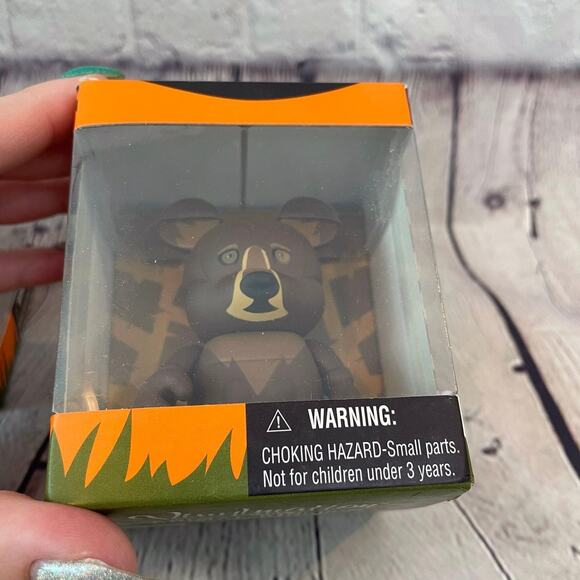 WARNING:
CHOKING HAZARD-Small parts.
Not for children under 3 years.